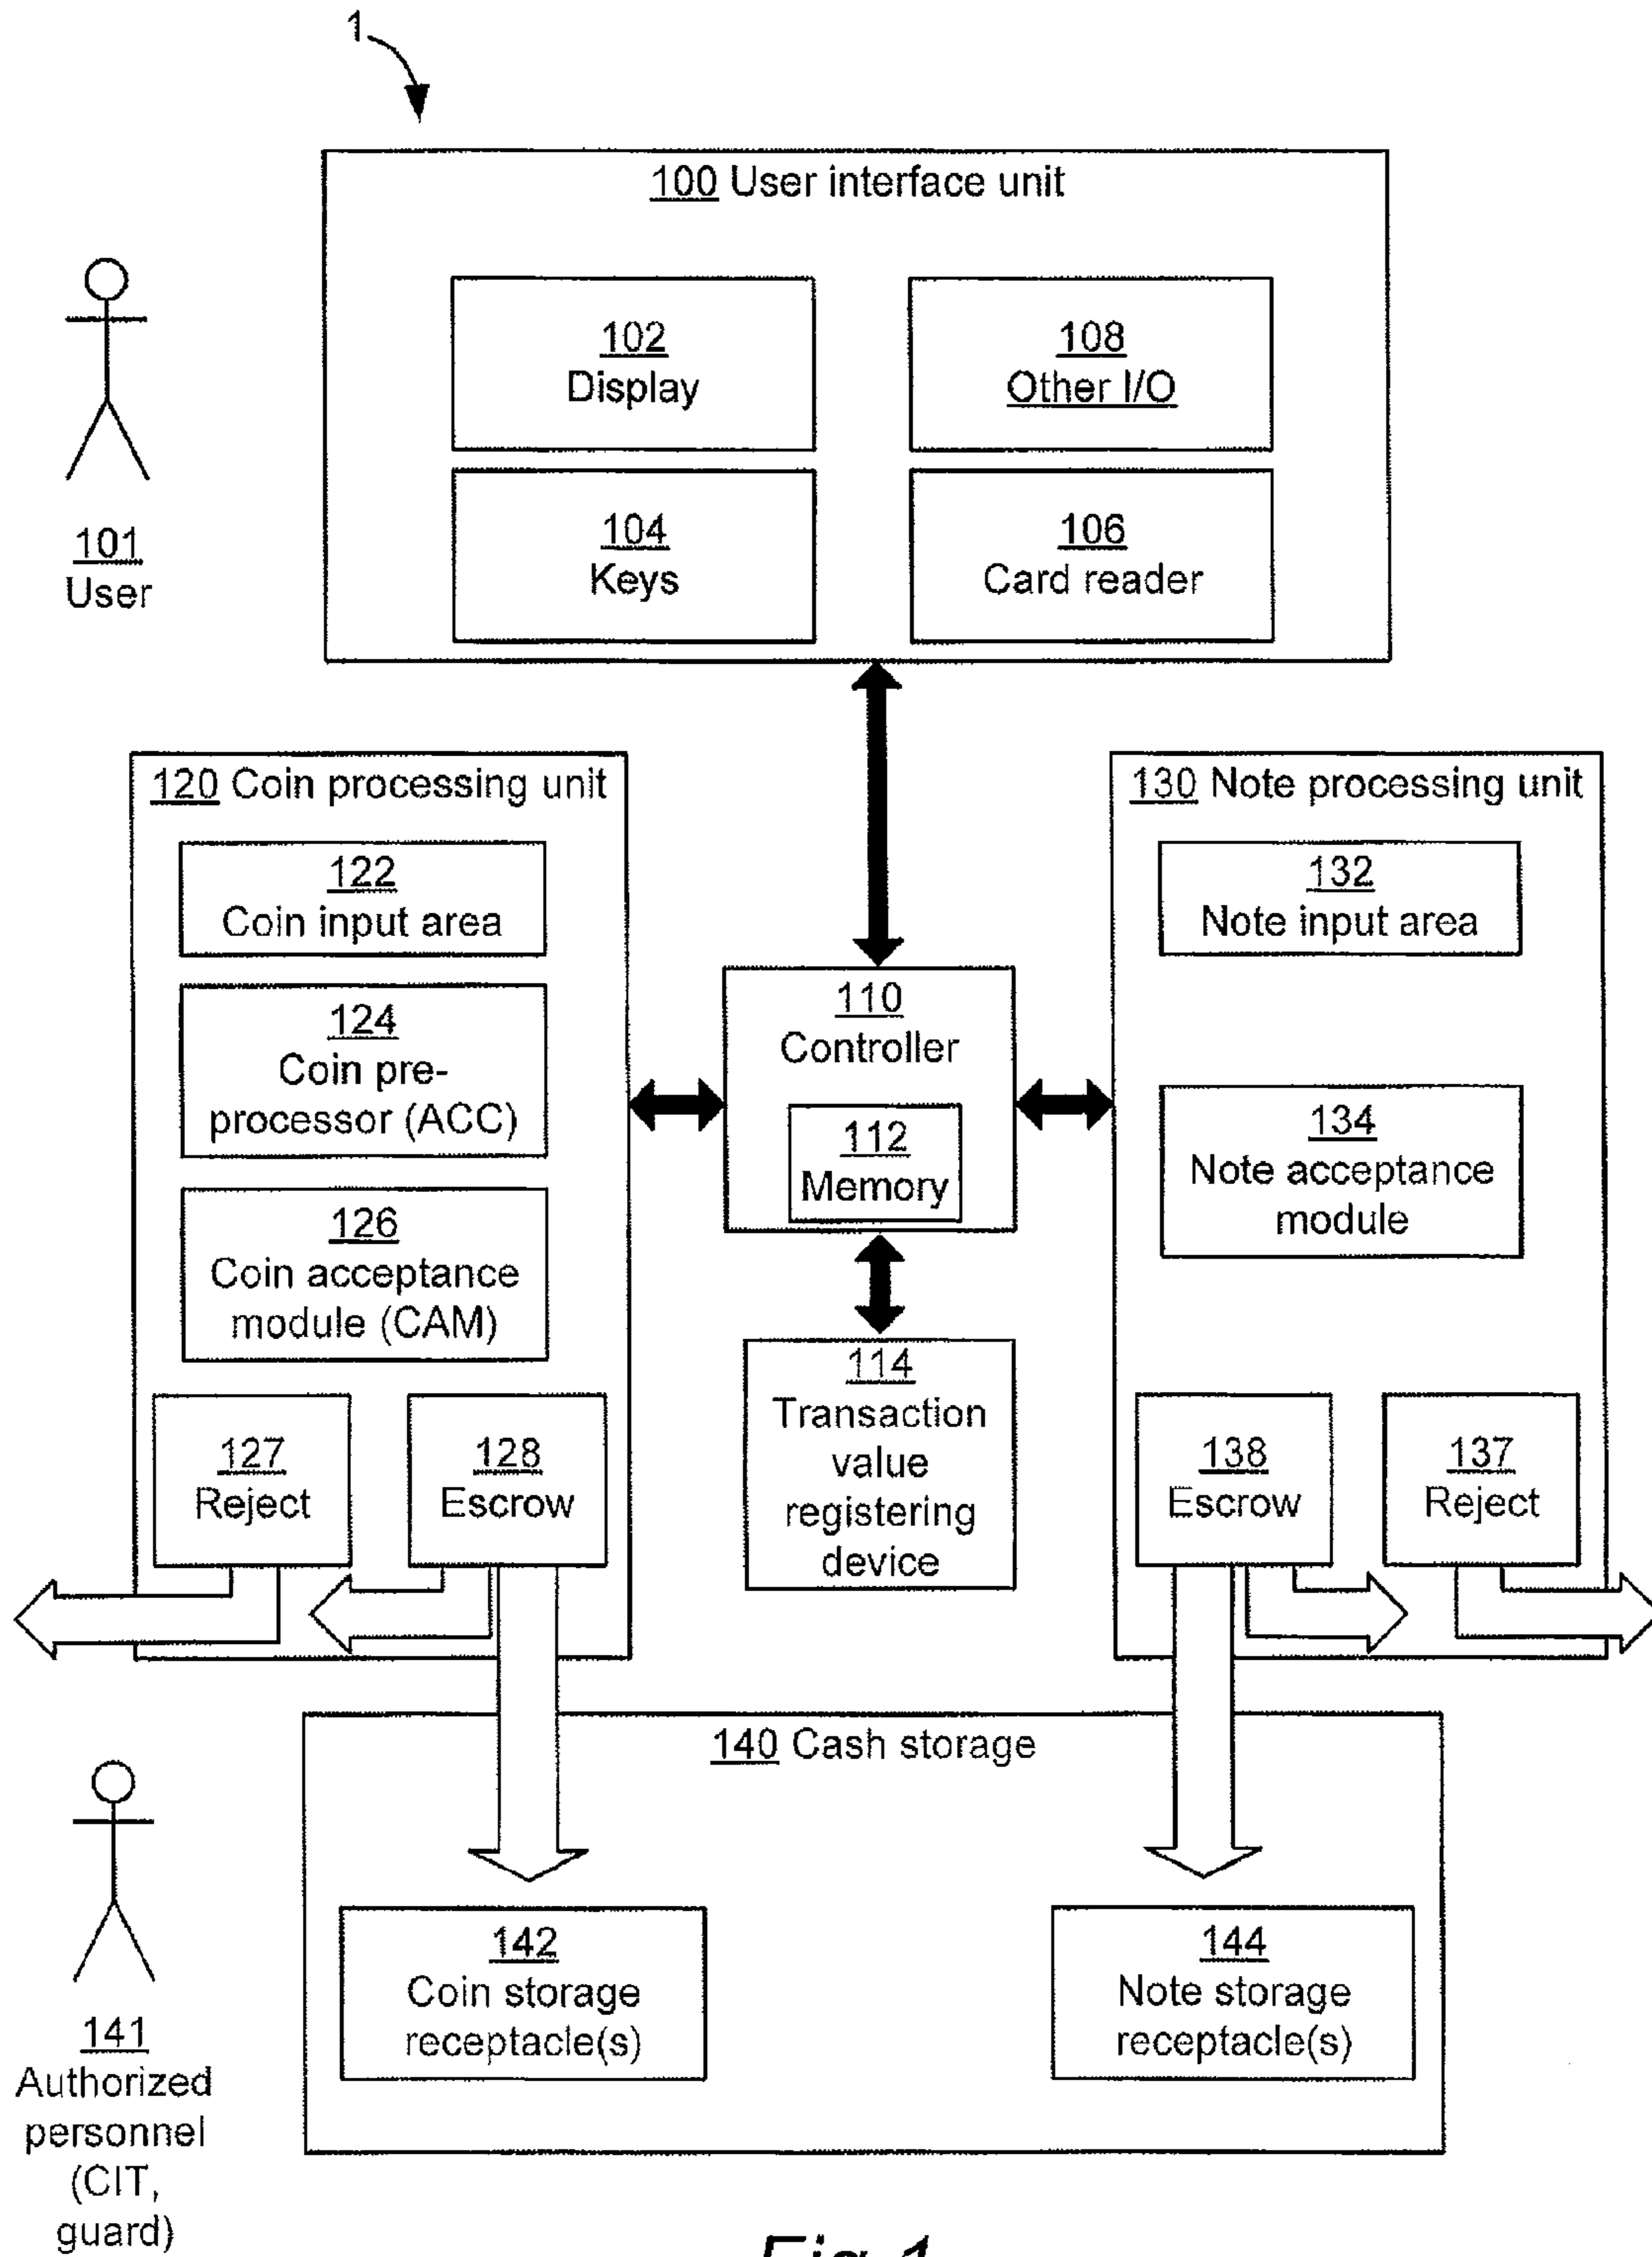 1
100 User interface unit
102
Display
108
Other I/O
104
Keys
106
Card reader
101
User
120 Coin processing unit
122
Coin input area
124
Coin pre-
processor (ACC)
126
Coin acceptance
module (CAM)
127
Reject
128
Escrow
110
Controller
112
Memory
114
Transaction
value
registering
device
130 Note processing unit
132
Note input area
134
Note acceptance
module
138
Escrow
137
Reject
140 Cash storage
142
Coin storage
receptacle(s)
144
Note storage
receptacle(s)
141
Authorized
personnel
(CIT,
guard)
Fig 1